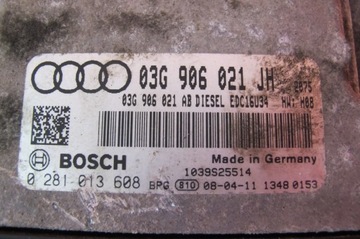 03G 906 021 JH 2875
03G 906 021 AB DIESEL EDC16U34 HW: H08
BOSCH
Made in Germany
1039S25514
0 281 013 608 BPG 810 08-04-11 1348 0153